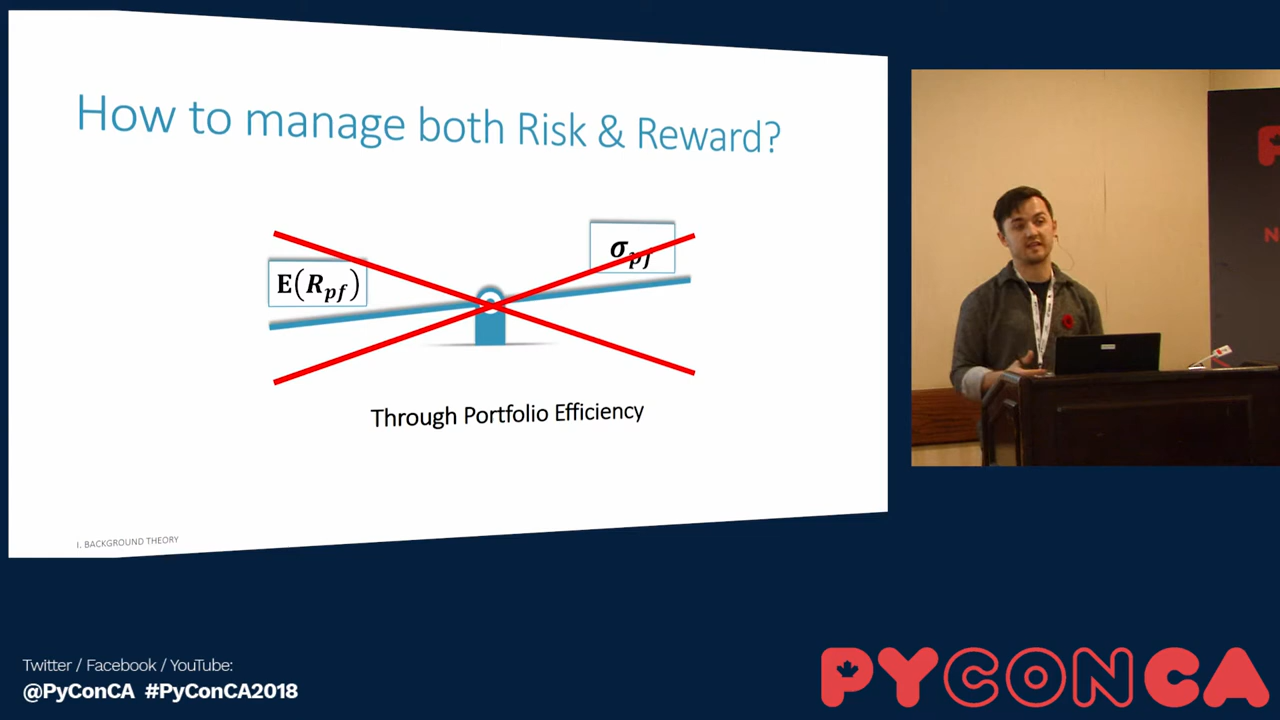 How to manage both Risk & Reward?
E(R_pf)
σ_pf
Through Portfolio Efficiency
I. BACKGROUND THEORY
Twitter / Facebook / YouTube:
@PyConCA #PyConCA2018
PYCONCA